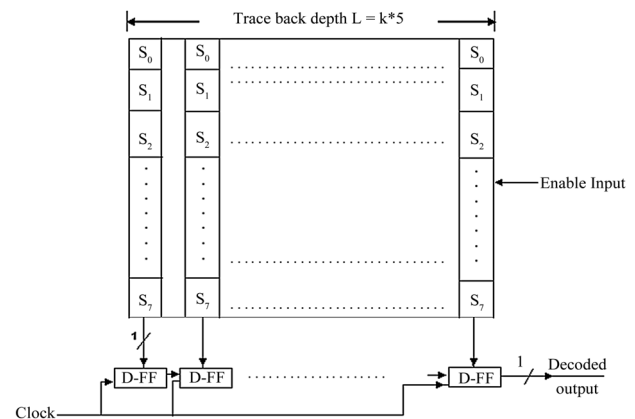 Trace back depth L = k*5
S0 S0 S0
S1 S1 S1
S2 S2 S2
Enable Input
S7 S7 S7
1 1
D-FF D-FF D-FF Decoded output
Clock